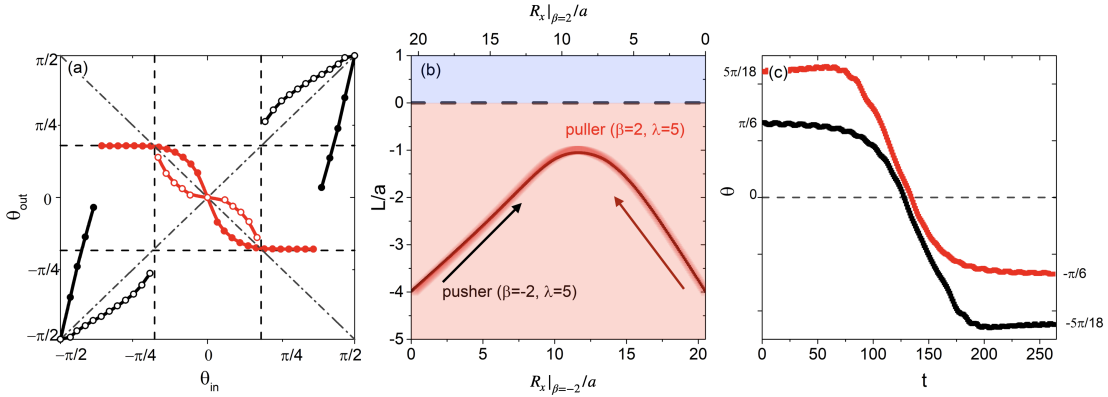 (a)
π/2
π/4
0
−π/4
−π/2
θout
−π/2
−π/4
0
π/4
π/2
θin
Rx|β=2/a
20
15
10
5
0
(b)
1
0
-1
-2
-3
-4
-5
L/a
puller (β=2, λ=5)
pusher (β=-2, λ=5)
0
5
10
15
20
Rx|β=−2/a
(c)
5π/18
π/6
0
θ
-π/6
-5π/18
0
50
100
150
200
250
t